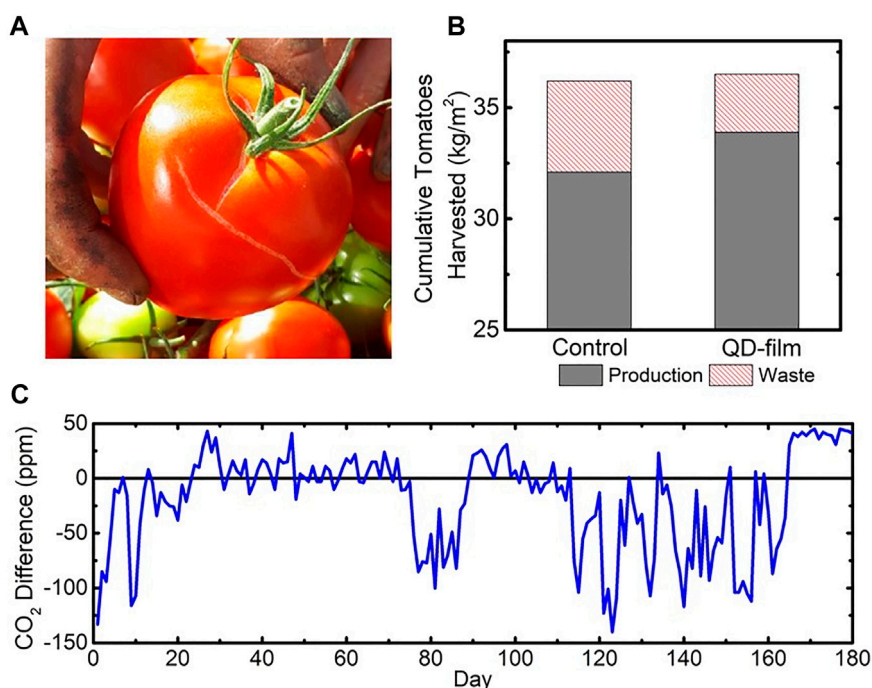 A
B
Cumulative Tomatoes
Harvested (kg/m²)
35
30
25
Control
QD-film
Production
Waste
C
CO₂ Difference (ppm)
50
0
-50
-100
-150
0 20 40 60 80 100 120 140 160 180
Day